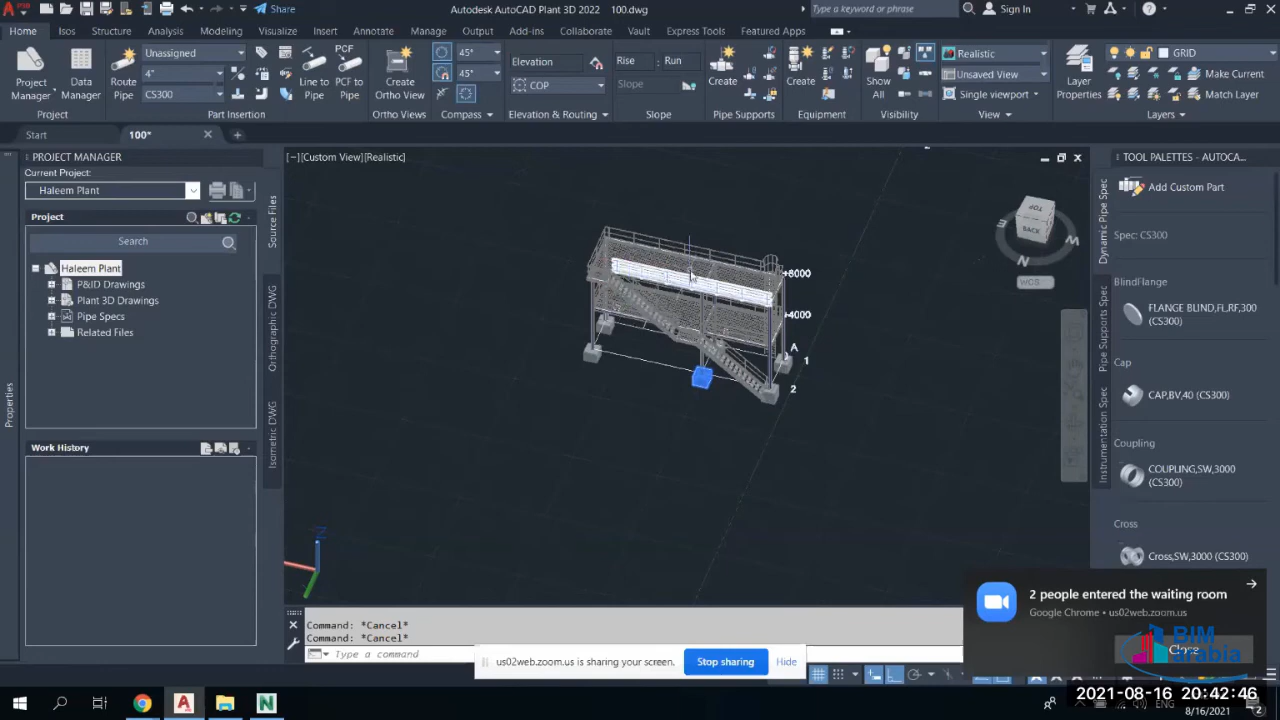 Share
Autodesk AutoCAD Plant 3D 2022
100.dwg
Type a keyword or phrase
Sign In
Home
Isos
Structure
Analysis
Modeling
Visualize
Insert
Annotate
View
Manage
Output
Add-ins
Collaborate
Vault
Express Tools
Featured Apps
Project
Manager
Data
Manager
Project
Route
Pipe
Unassigned
4"
CS300
Line to
Pipe
PCF to
Pipe
Part Insertion
Create
Ortho View
Ortho Views
45°
45°
Compass
Elevation
COP
Elevation & Routing
Rise
Run
Slope
Slope
Create
Pipe Supports
Create
Equipment
Show
All
Visibility
Realistic
Unsaved View
Single viewport
View
Layer
Properties
GRID
Make Current
Match Layer
Layers
Start
100*
PROJECT MANAGER
Current Project:
Haleem Plant
Project
Search
Haleem Plant
P&ID Drawings
Plant 3D Drawings
Pipe Specs
Related Files
Work History
Properties
Source Files
Orthographic DWG
Isometric DWG
[−][Custom View][Realistic]
8000
4000
A
1
2
TOP
BACK
E
W
N
WCS
Z
TOOL PALETTES - AUTOCA...
Dynamic Pipe Spec
Pipe Supports Spec
Instrumentation Spec
Add Custom Part
Spec: CS300
BlindFlange
FLANGE BLIND,FL,RF,300
(CS300)
Cap
CAP,BV,40 (CS300)
Coupling
COUPLING,SW,3000
(CS300)
Cross
Cross,SW,3000 (CS300)
Command: *Cancel*
Command: *Cancel*
Type a command
us02web.zoom.us is sharing your screen.
Stop sharing
Hide
2 people entered the waiting room
Google Chrome • us02web.zoom.us
Close
BIM
arabia
2021-08-16 20:42:46
ENG
8/16/2021
2